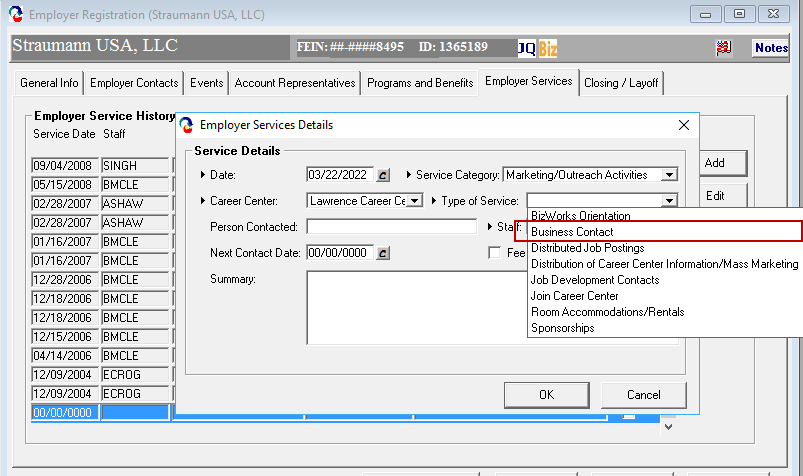 Employer Registration (Straumann USA, LLC)
Straumann USA, LLC FEIN: ##-####8495 ID: 1365189 JQ Biz Notes
General Info Employer Contacts Events Account Representatives Programs and Benefits Employer Services Closing / Layoff
Employer Service History
Service Date Staff
09/04/2008 SINGH
05/15/2008 BMCLE
02/28/2007 ASHAW
02/28/2007 ASHAW
01/16/2007 BMCLE
01/16/2007 BMCLE
12/28/2006 BMCLE
12/18/2006 BMCLE
12/18/2006 BMCLE
12/15/2006 BMCLE
04/14/2006 BMCLE
12/09/2004 ECROG
12/09/2004 ECROG
00/00/0000
Add
Edit
Employer Services Details
Service Details
Date: 03/22/2022 C Service Category: Marketing/Outreach Activities
Career Center: Lawrence Career Ce Type of Service:
Person Contacted: Staff:
Next Contact Date: 00/00/0000 C Fee
Summary:
BizWorks Orientation
Business Contact
Distributed Job Postings
Distribution of Career Center Information/Mass Marketing
Job Development Contacts
Join Career Center
Room Accommodations/Rentals
Sponsorships
OK Cancel